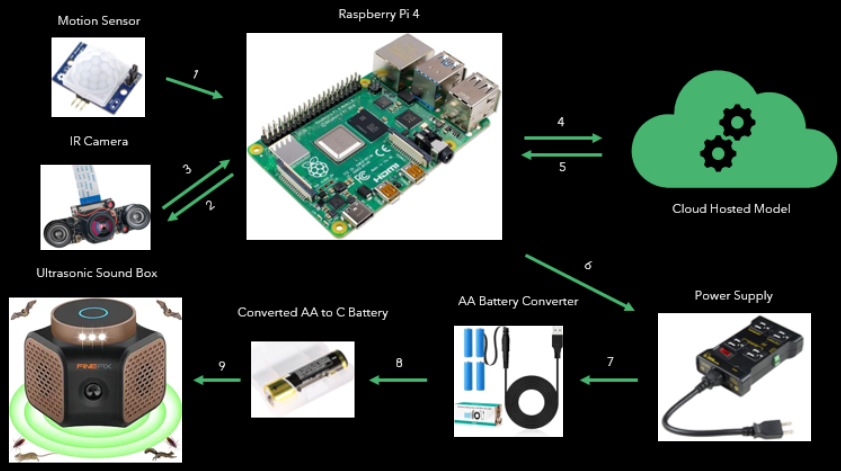 Raspberry Pi 4
Motion Sensor
1
IR Camera
3
2
4
5
Cloud Hosted Model
HDMI
Ultrasonic Sound Box
6
Power Supply
AA Battery Converter
Converted AA to C Battery
9
8
7
FINEFIX